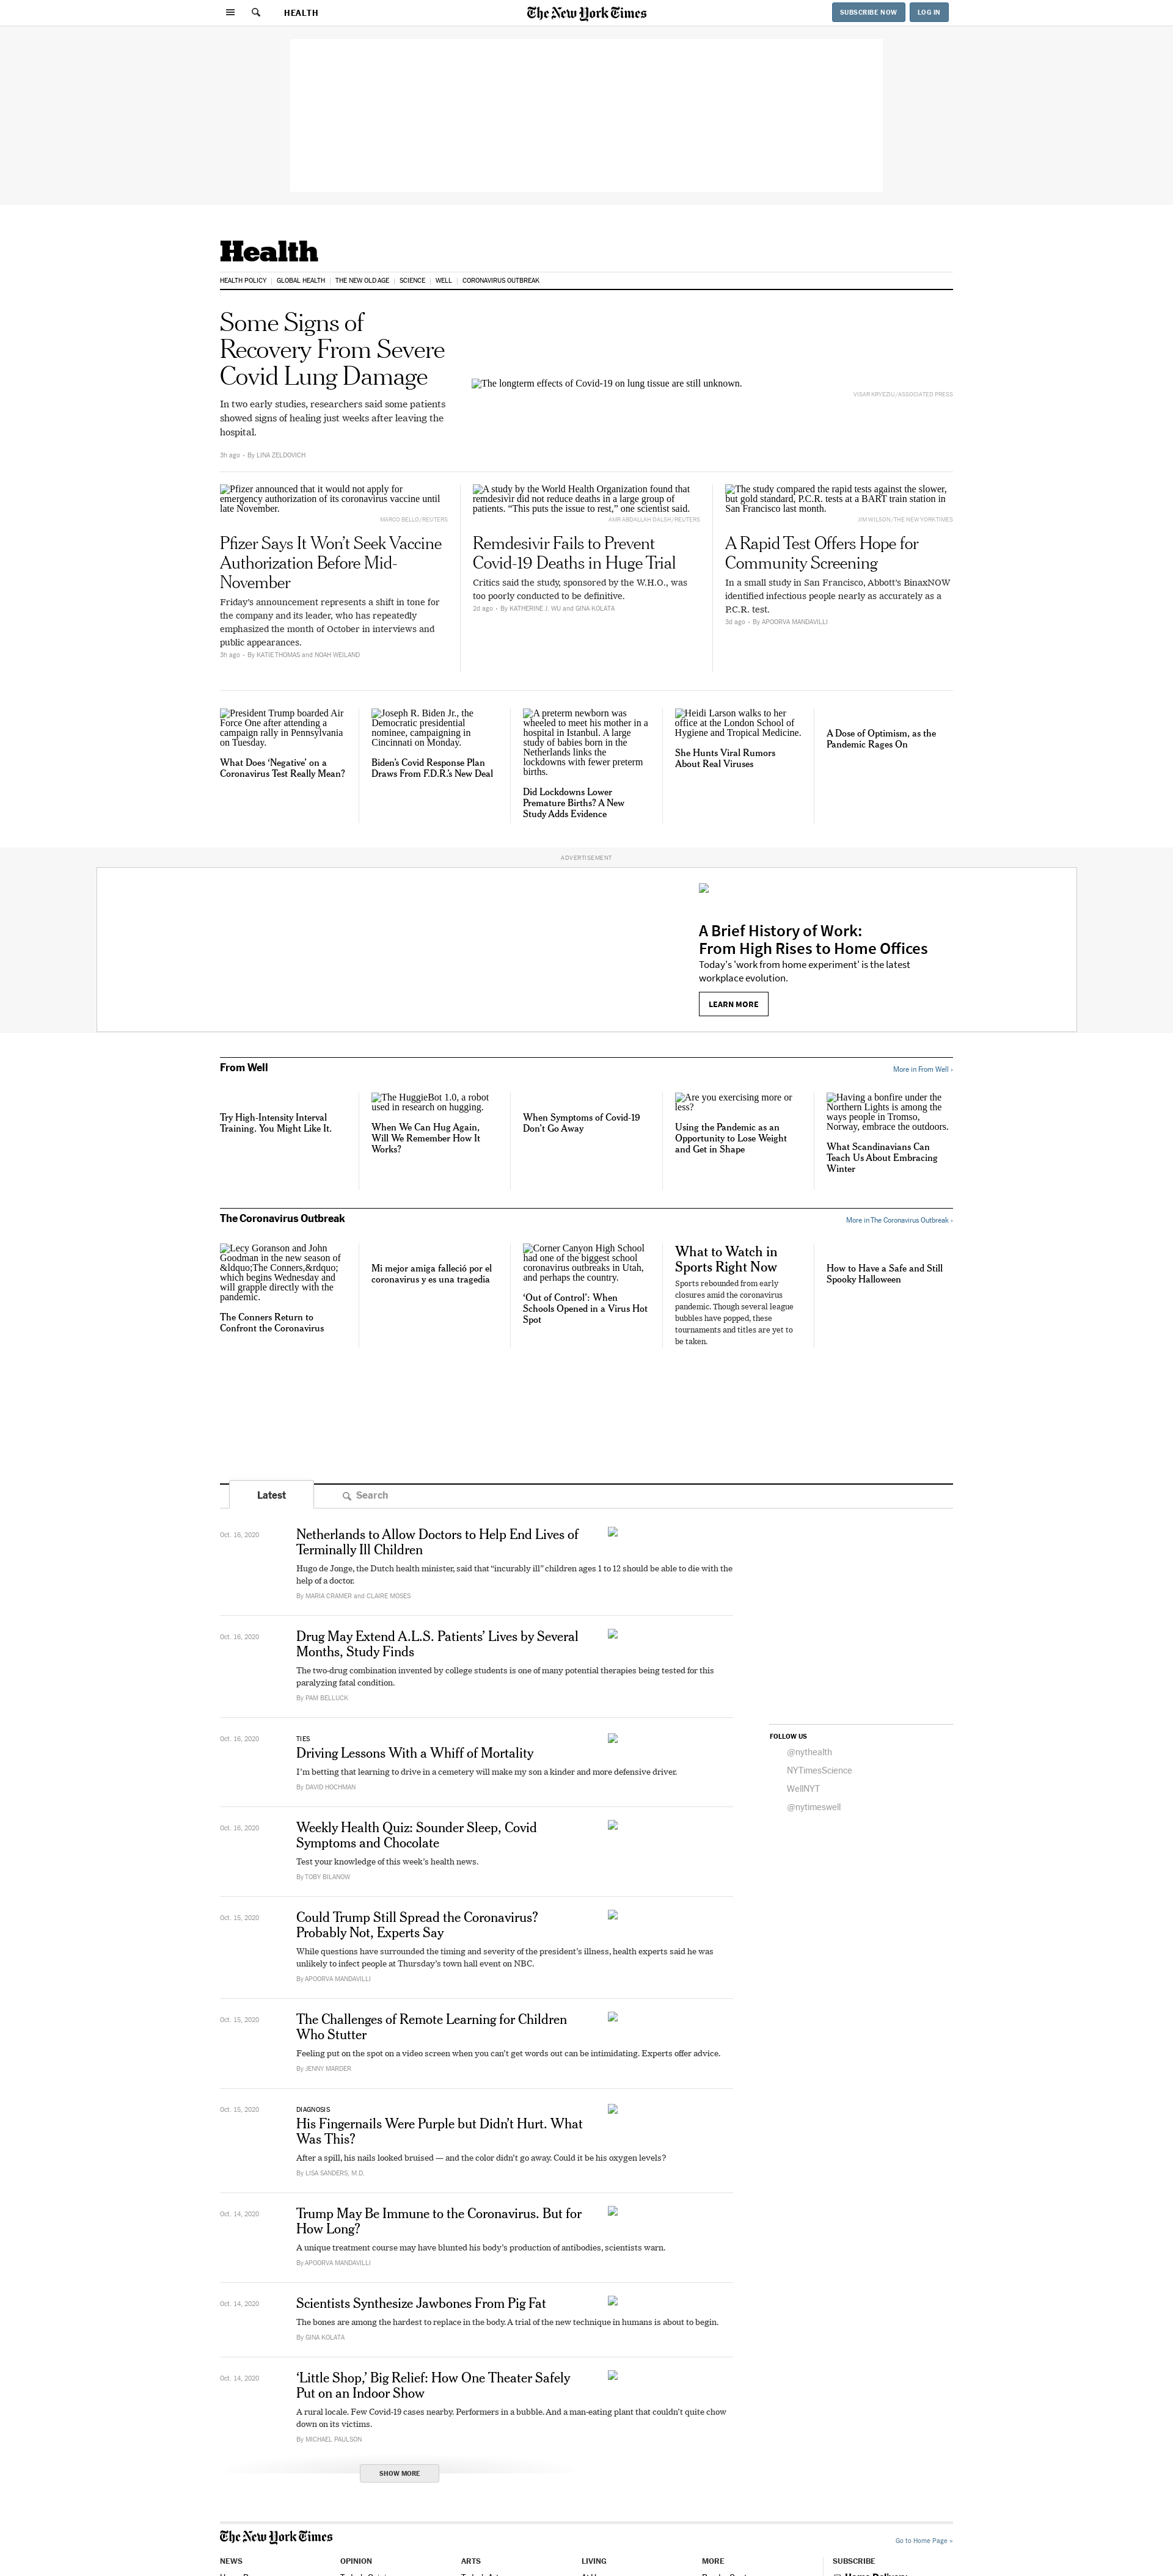 HEALTH
The New York Times
SUBSCRIBE NOW
LOG IN
Health
HEALTH POLICY
GLOBAL HEALTH
THE NEW OLD AGE
SCIENCE
WELL
CORONAVIRUS OUTBREAK
Some Signs of
Recovery From Severe
Covid Lung Damage
In two early studies, researchers said some patients
showed signs of healing just weeks after leaving the
hospital.
3h ago - By LINA ZELDOVICH
The longterm effects of Covid-19 on lung tissue are still unknown.
VISAR KRYEZIU/ASSOCIATED PRESS
Pfizer announced that it would not apply for
emergency authorization of its coronavirus vaccine until
late November.
MARCO BELLO/REUTERS
Pfizer Says It Won’t Seek Vaccine
Authorization Before Mid-
November
Friday’s announcement represents a shift in tone for
the company and its leader, who has repeatedly
emphasized the month of October in interviews and
public appearances.
3h ago - By KATIE THOMAS and NOAH WEILAND
A study by the World Health Organization found that
remdesivir did not reduce deaths in a large group of
patients. “This puts the issue to rest,” one scientist said.
AMR ABDALLAH DALSH/REUTERS
Remdesivir Fails to Prevent
Covid-19 Deaths in Huge Trial
Critics said the study, sponsored by the W.H.O., was
too poorly conducted to be definitive.
2d ago - By KATHERINE J. WU and GINA KOLATA
The study compared the rapid tests against the slower,
but gold standard, P.C.R. tests at a BART train station in
San Francisco last month.
JIM WILSON/THE NEW YORK TIMES
A Rapid Test Offers Hope for
Community Screening
In a small study in San Francisco, Abbott’s BinaxNOW
identified infectious people nearly as accurately as a
P.C.R. test.
3d ago - By APOORVA MANDAVILLI
President Trump boarded Air
Force One after attending a
campaign rally in Pennsylvania
on Tuesday.
What Does ‘Negative’ on a
Coronavirus Test Really Mean?
Joseph R. Biden Jr., the
Democratic presidential
nominee, campaigning in
Cincinnati on Monday.
Biden’s Covid Response Plan
Draws From F.D.R.’s New Deal
A preterm newborn was
wheeled to meet his mother in a
hospital in Istanbul. A large
study of babies born in the
Netherlands links the
lockdowns with fewer preterm
births.
Did Lockdowns Lower
Premature Births? A New
Study Adds Evidence
Heidi Larson walks to her
office at the London School of
Hygiene and Tropical Medicine.
She Hunts Viral Rumors
About Real Viruses
A Dose of Optimism, as the
Pandemic Rages On
ADVERTISEMENT
A Brief History of Work:
From High Rises to Home Offices
Today's 'work from home experiment' is the latest
workplace evolution.
LEARN MORE
From Well
More in From Well ›
Try High-Intensity Interval
Training. You Might Like It.
The HuggieBot 1.0, a robot
used in research on hugging.
When We Can Hug Again,
Will We Remember How It
Works?
When Symptoms of Covid-19
Don’t Go Away
Are you exercising more or
less?
Using the Pandemic as an
Opportunity to Lose Weight
and Get in Shape
Having a bonfire under the
Northern Lights is among the
ways people in Tromso,
Norway, embrace the outdoors.
What Scandinavians Can
Teach Us About Embracing
Winter
The Coronavirus Outbreak
More in The Coronavirus Outbreak ›
Lecy Goranson and John
Goodman in the new season of
&ldquo;The Conners,&rdquo;
which begins Wednesday and
will grapple directly with the
pandemic.
The Conners Return to
Confront the Coronavirus
Mi mejor amiga falleció por el
coronavirus y es una tragedia
Corner Canyon High School
had one of the biggest school
coronavirus outbreaks in Utah,
and perhaps the country.
‘Out of Control’: When
Schools Opened in a Virus Hot
Spot
What to Watch in
Sports Right Now
Sports rebounded from early
closures amid the coronavirus
pandemic. Though several league
bubbles have popped, these
tournaments and titles are yet to
be taken.
How to Have a Safe and Still
Spooky Halloween
Latest
Search
Oct. 16, 2020
Netherlands to Allow Doctors to Help End Lives of
Terminally Ill Children
Hugo de Jonge, the Dutch health minister, said that “incurably ill” children ages 1 to 12 should be able to die with the
help of a doctor.
By MARIA CRAMER and CLAIRE MOSES
Oct. 16, 2020
Drug May Extend A.L.S. Patients’ Lives by Several
Months, Study Finds
The two-drug combination invented by college students is one of many potential therapies being tested for this
paralyzing fatal condition.
By PAM BELLUCK
Oct. 16, 2020
TIES
Driving Lessons With a Whiff of Mortality
I’m betting that learning to drive in a cemetery will make my son a kinder and more defensive driver.
By DAVID HOCHMAN
FOLLOW US
@nythealth
NYTimesScience
WellNYT
@nytimeswell
Oct. 16, 2020
Weekly Health Quiz: Sounder Sleep, Covid
Symptoms and Chocolate
Test your knowledge of this week’s health news.
By TOBY BILANOW
Oct. 15, 2020
Could Trump Still Spread the Coronavirus?
Probably Not, Experts Say
While questions have surrounded the timing and severity of the president’s illness, health experts said he was
unlikely to infect people at Thursday’s town hall event on NBC.
By APOORVA MANDAVILLI
Oct. 15, 2020
The Challenges of Remote Learning for Children
Who Stutter
Feeling put on the spot on a video screen when you can’t get words out can be intimidating. Experts offer advice.
By JENNY MARDER
Oct. 15, 2020
DIAGNOSIS
His Fingernails Were Purple but Didn’t Hurt. What
Was This?
After a spill, his nails looked bruised — and the color didn’t go away. Could it be his oxygen levels?
By LISA SANDERS, M.D.
Oct. 14, 2020
Trump May Be Immune to the Coronavirus. But for
How Long?
A unique treatment course may have blunted his body’s production of antibodies, scientists warn.
By APOORVA MANDAVILLI
Oct. 14, 2020
Scientists Synthesize Jawbones From Pig Fat
The bones are among the hardest to replace in the body. A trial of the new technique in humans is about to begin.
By GINA KOLATA
Oct. 14, 2020
‘Little Shop,’ Big Relief: How One Theater Safely
Put on an Indoor Show
A rural locale. Few Covid-19 cases nearby. Performers in a bubble. And a man-eating plant that couldn’t quite chow
down on its victims.
By MICHAEL PAULSON
SHOW MORE
The New York Times
Go to Home Page »
NEWS
OPINION
ARTS
LIVING
MORE
SUBSCRIBE